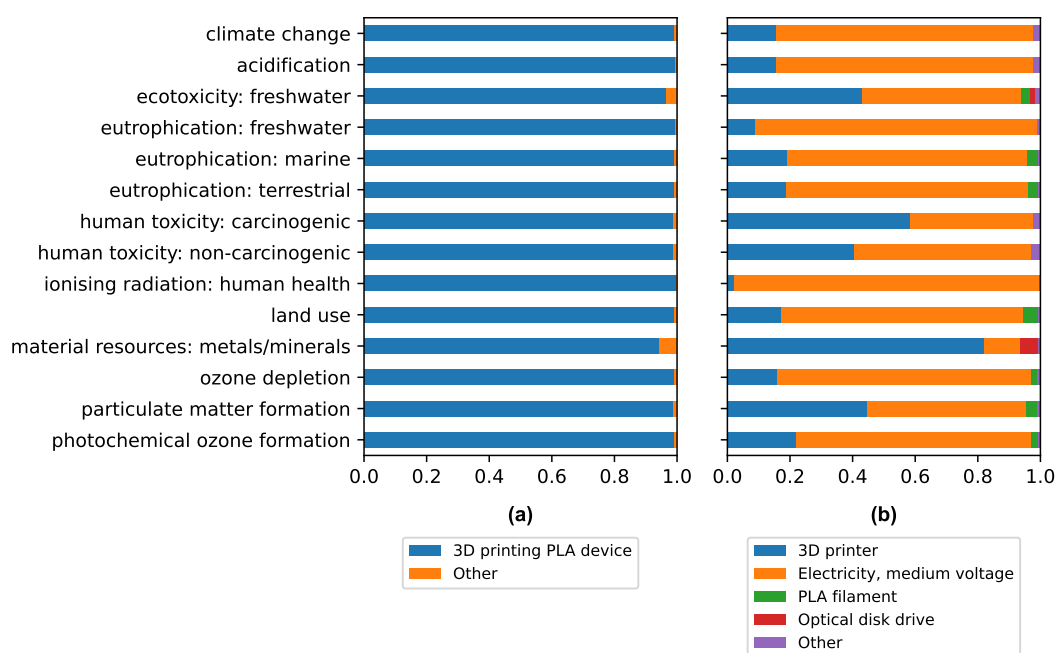 climate change
acidification
ecotoxicity: freshwater
eutrophication: freshwater
eutrophication: marine
eutrophication: terrestrial
human toxicity: carcinogenic
human toxicity: non-carcinogenic
ionising radiation: human health
land use
material resources: metals/minerals
ozone depletion
particulate matter formation
photochemical ozone formation
0.0 0.2 0.4 0.6 0.8 1.0
(a)
3D printing PLA device
Other
0.0 0.2 0.4 0.6 0.8 1.0
(b)
3D printer
Electricity, medium voltage
PLA filament
Optical disk drive
Other